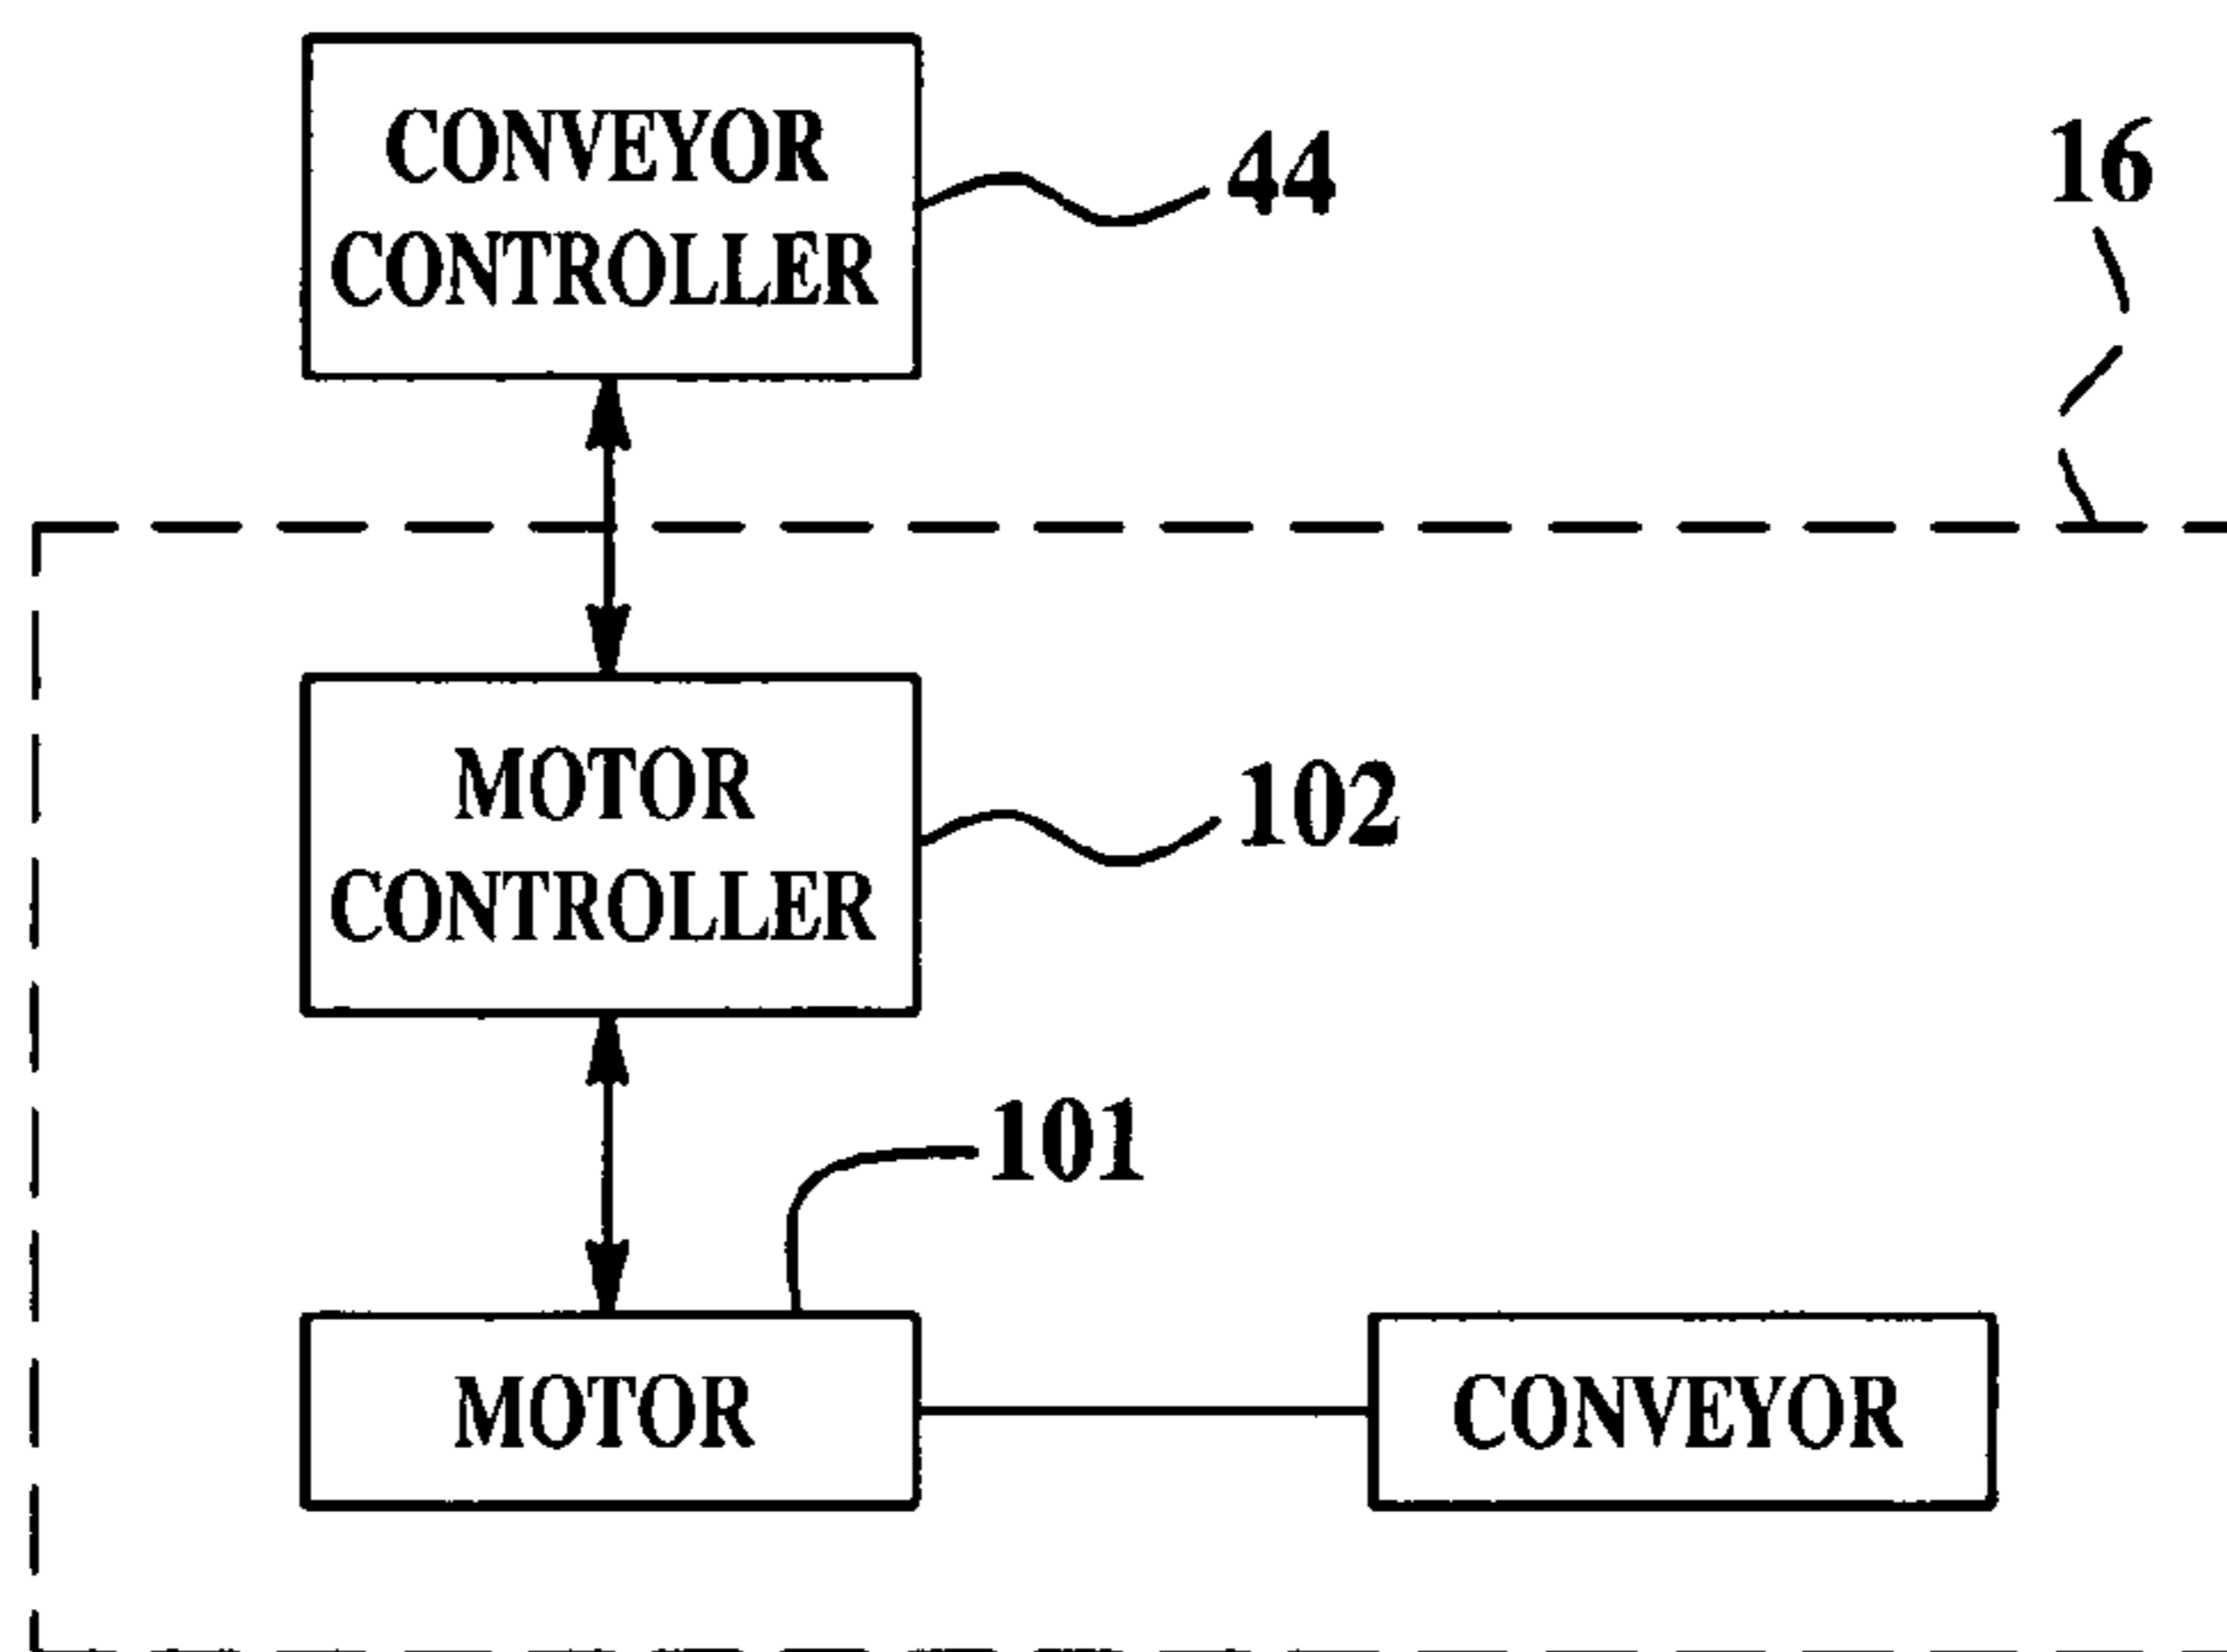 CONVEYOR
CONTROLLER
44
16
MOTOR
CONTROLLER
102
101
MOTOR
CONVEYOR